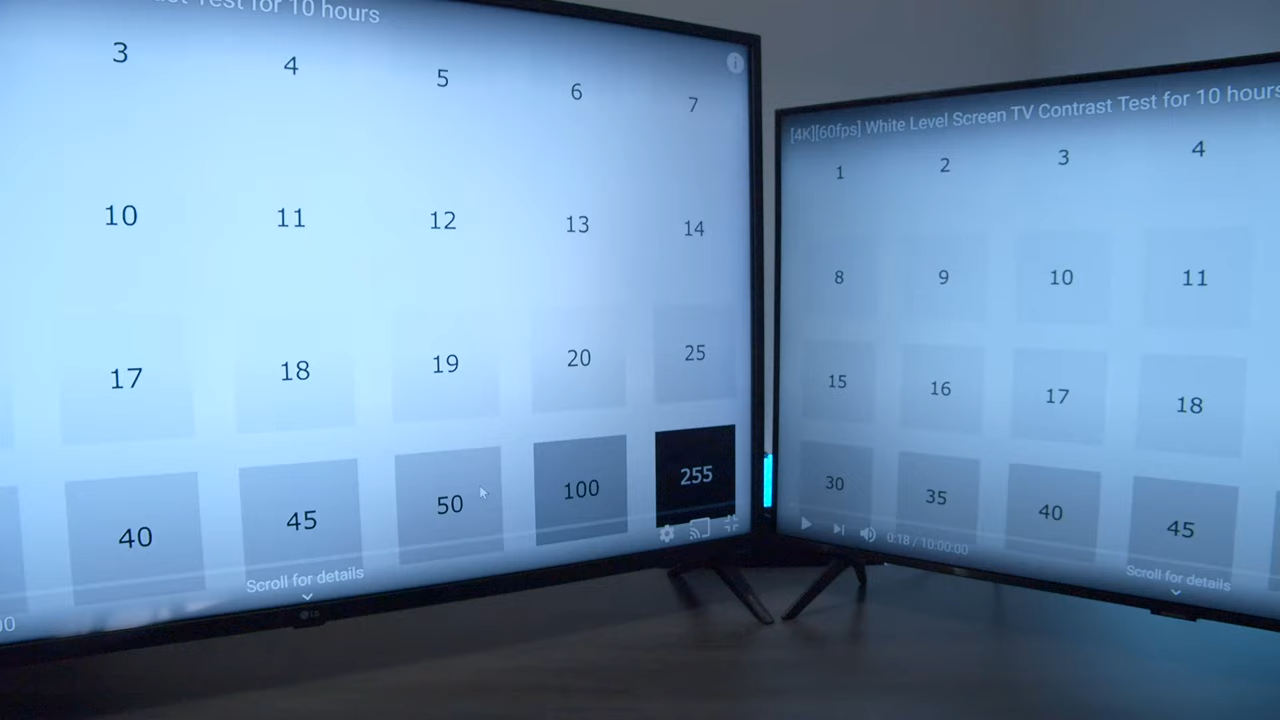 Test for 10 hours
3 4 5 6 7
10 11 12 13 14
17 18 19 20 25
40 45 50 100 255
Scroll for details
LG
[4K][60fps] White Level Screen TV Contrast Test for 10 hours
1 2 3 4
8 9 10 11
15 16 17 18
30 35 40 45
0:18 / 10:00:00
Scroll for details